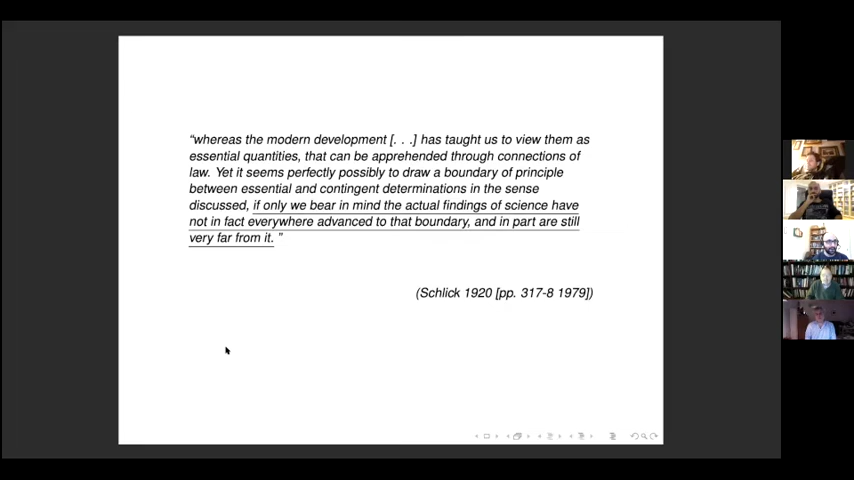 “whereas the modern development [. . .] has taught us to view them as
essential quantities, that can be apprehended through connections of
law. Yet it seems perfectly possibly to draw a boundary of principle
between essential and contingent determinations in the sense
discussed, if only we bear in mind the actual findings of science have
not in fact everywhere advanced to that boundary, and in part are still
very far from it. ”
(Schlick 1920 [pp. 317-8 1979])